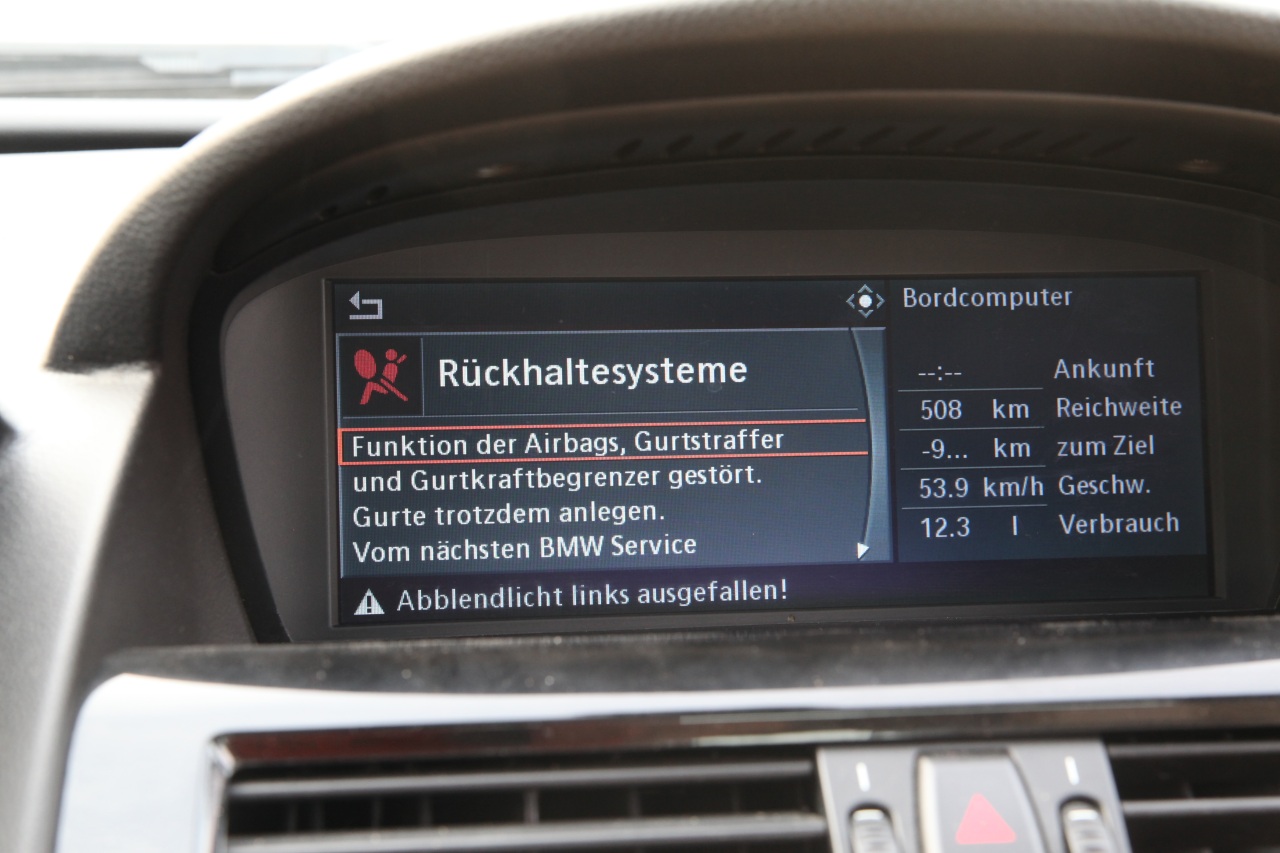 Rückhaltesysteme
Funktion der Airbags, Gurtstraffer
und Gurtkraftbegrenzer gestört.
Gurte trotzdem anlegen.
Vom nächsten BMW Service
Abblendlicht links ausgefallen!
Bordcomputer
--:-- Ankunft
508 km Reichweite
-9... km zum Ziel
53.9 km/h Geschw.
12.3 l Verbrauch